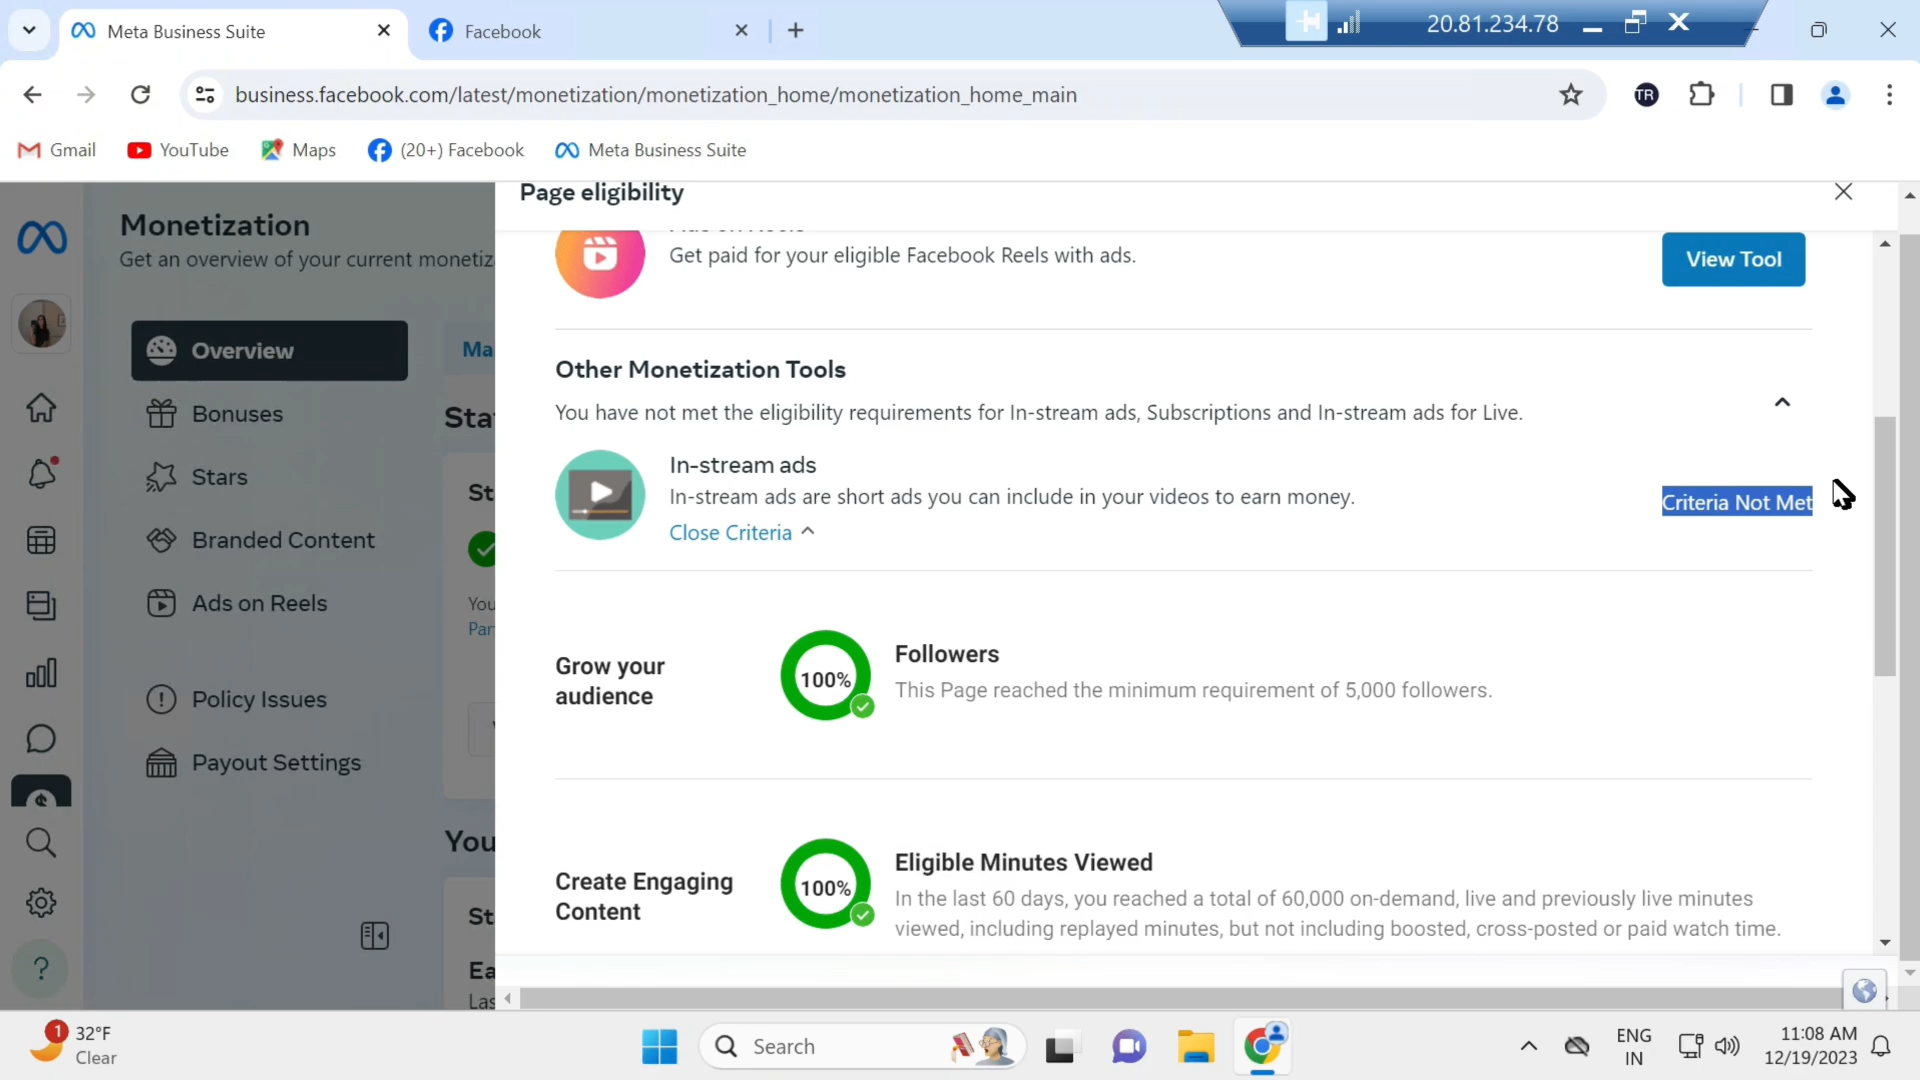 Meta Business Suite
Facebook
20.81.234.78
business.facebook.com/latest/monetization/monetization_home/monetization_home_main
TR
Gmail
YouTube
Maps
(20+) Facebook
Meta Business Suite
Page eligibility
Monetization
Get an overview of your current monetiz
Get paid for your eligible Facebook Reels with ads.
View Tool
Overview
Ma
Other Monetization Tools
You have not met the eligibility requirements for In-stream ads, Subscriptions and In-stream ads for Live.
Bonuses
Sta
In-stream ads
In-stream ads are short ads you can include in your videos to earn money.
Criteria Not Met
Close Criteria
Stars
St
Branded Content
Ads on Reels
You
Par
Grow your
audience
100%
Followers
This Page reached the minimum requirement of 5,000 followers.
Policy Issues
Payout Settings
You
Create Engaging
Content
100%
Eligible Minutes Viewed
In the last 60 days, you reached a total of 60,000 on-demand, live and previously live minutes
viewed, including replayed minutes, but not including boosted, cross-posted or paid watch time.
St
Ea
Las
?
1
32°F
Clear
Search
ENG
IN
11:08 AM
12/19/2023